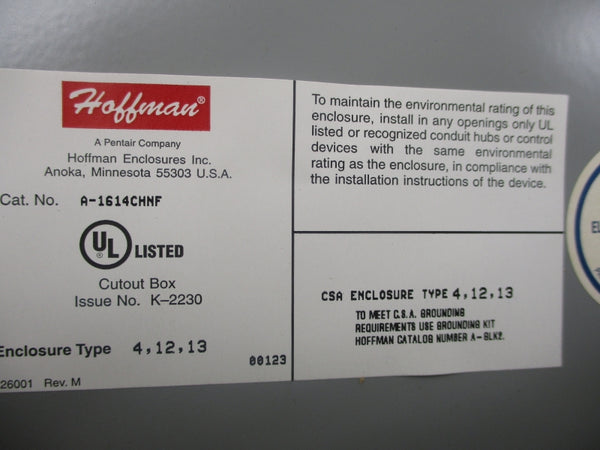 Hoffman®
A Pentair Company
Hoffman Enclosures Inc.
Anoka, Minnesota 55303 U.S.A.
Cat. No. A-1614CHNF
UL LISTED
Cutout Box
Issue No. K-2230
Enclosure Type 4,12,13
00123
26001 Rev. M
To maintain the environmental rating of this
enclosure, install in any openings only UL
listed or recognized conduit hubs or control
devices with the same environmental
rating as the enclosure, in compliance with
the installation instructions of the device.
CSA ENCLOSURE TYPE 4,12,13
TO MEET C.S.A. GROUNDING
REQUIREMENTS USE GROUNDING KIT
HOFFMAN CATALOG NUMBER A-GLK2.